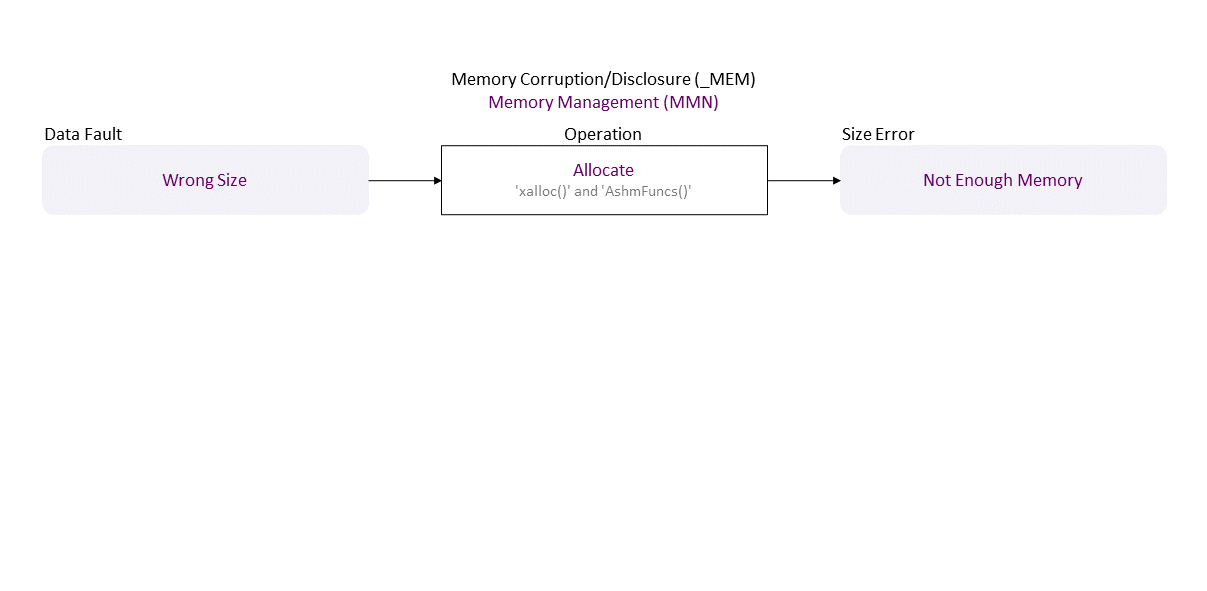 Memory Corruption/Disclosure (_MEM)
Memory Management (MMN)
Data Fault
Operation
Size Error
Wrong Size
Allocate
'xalloc()' and 'AshmFuncs()'
Not Enough Memory